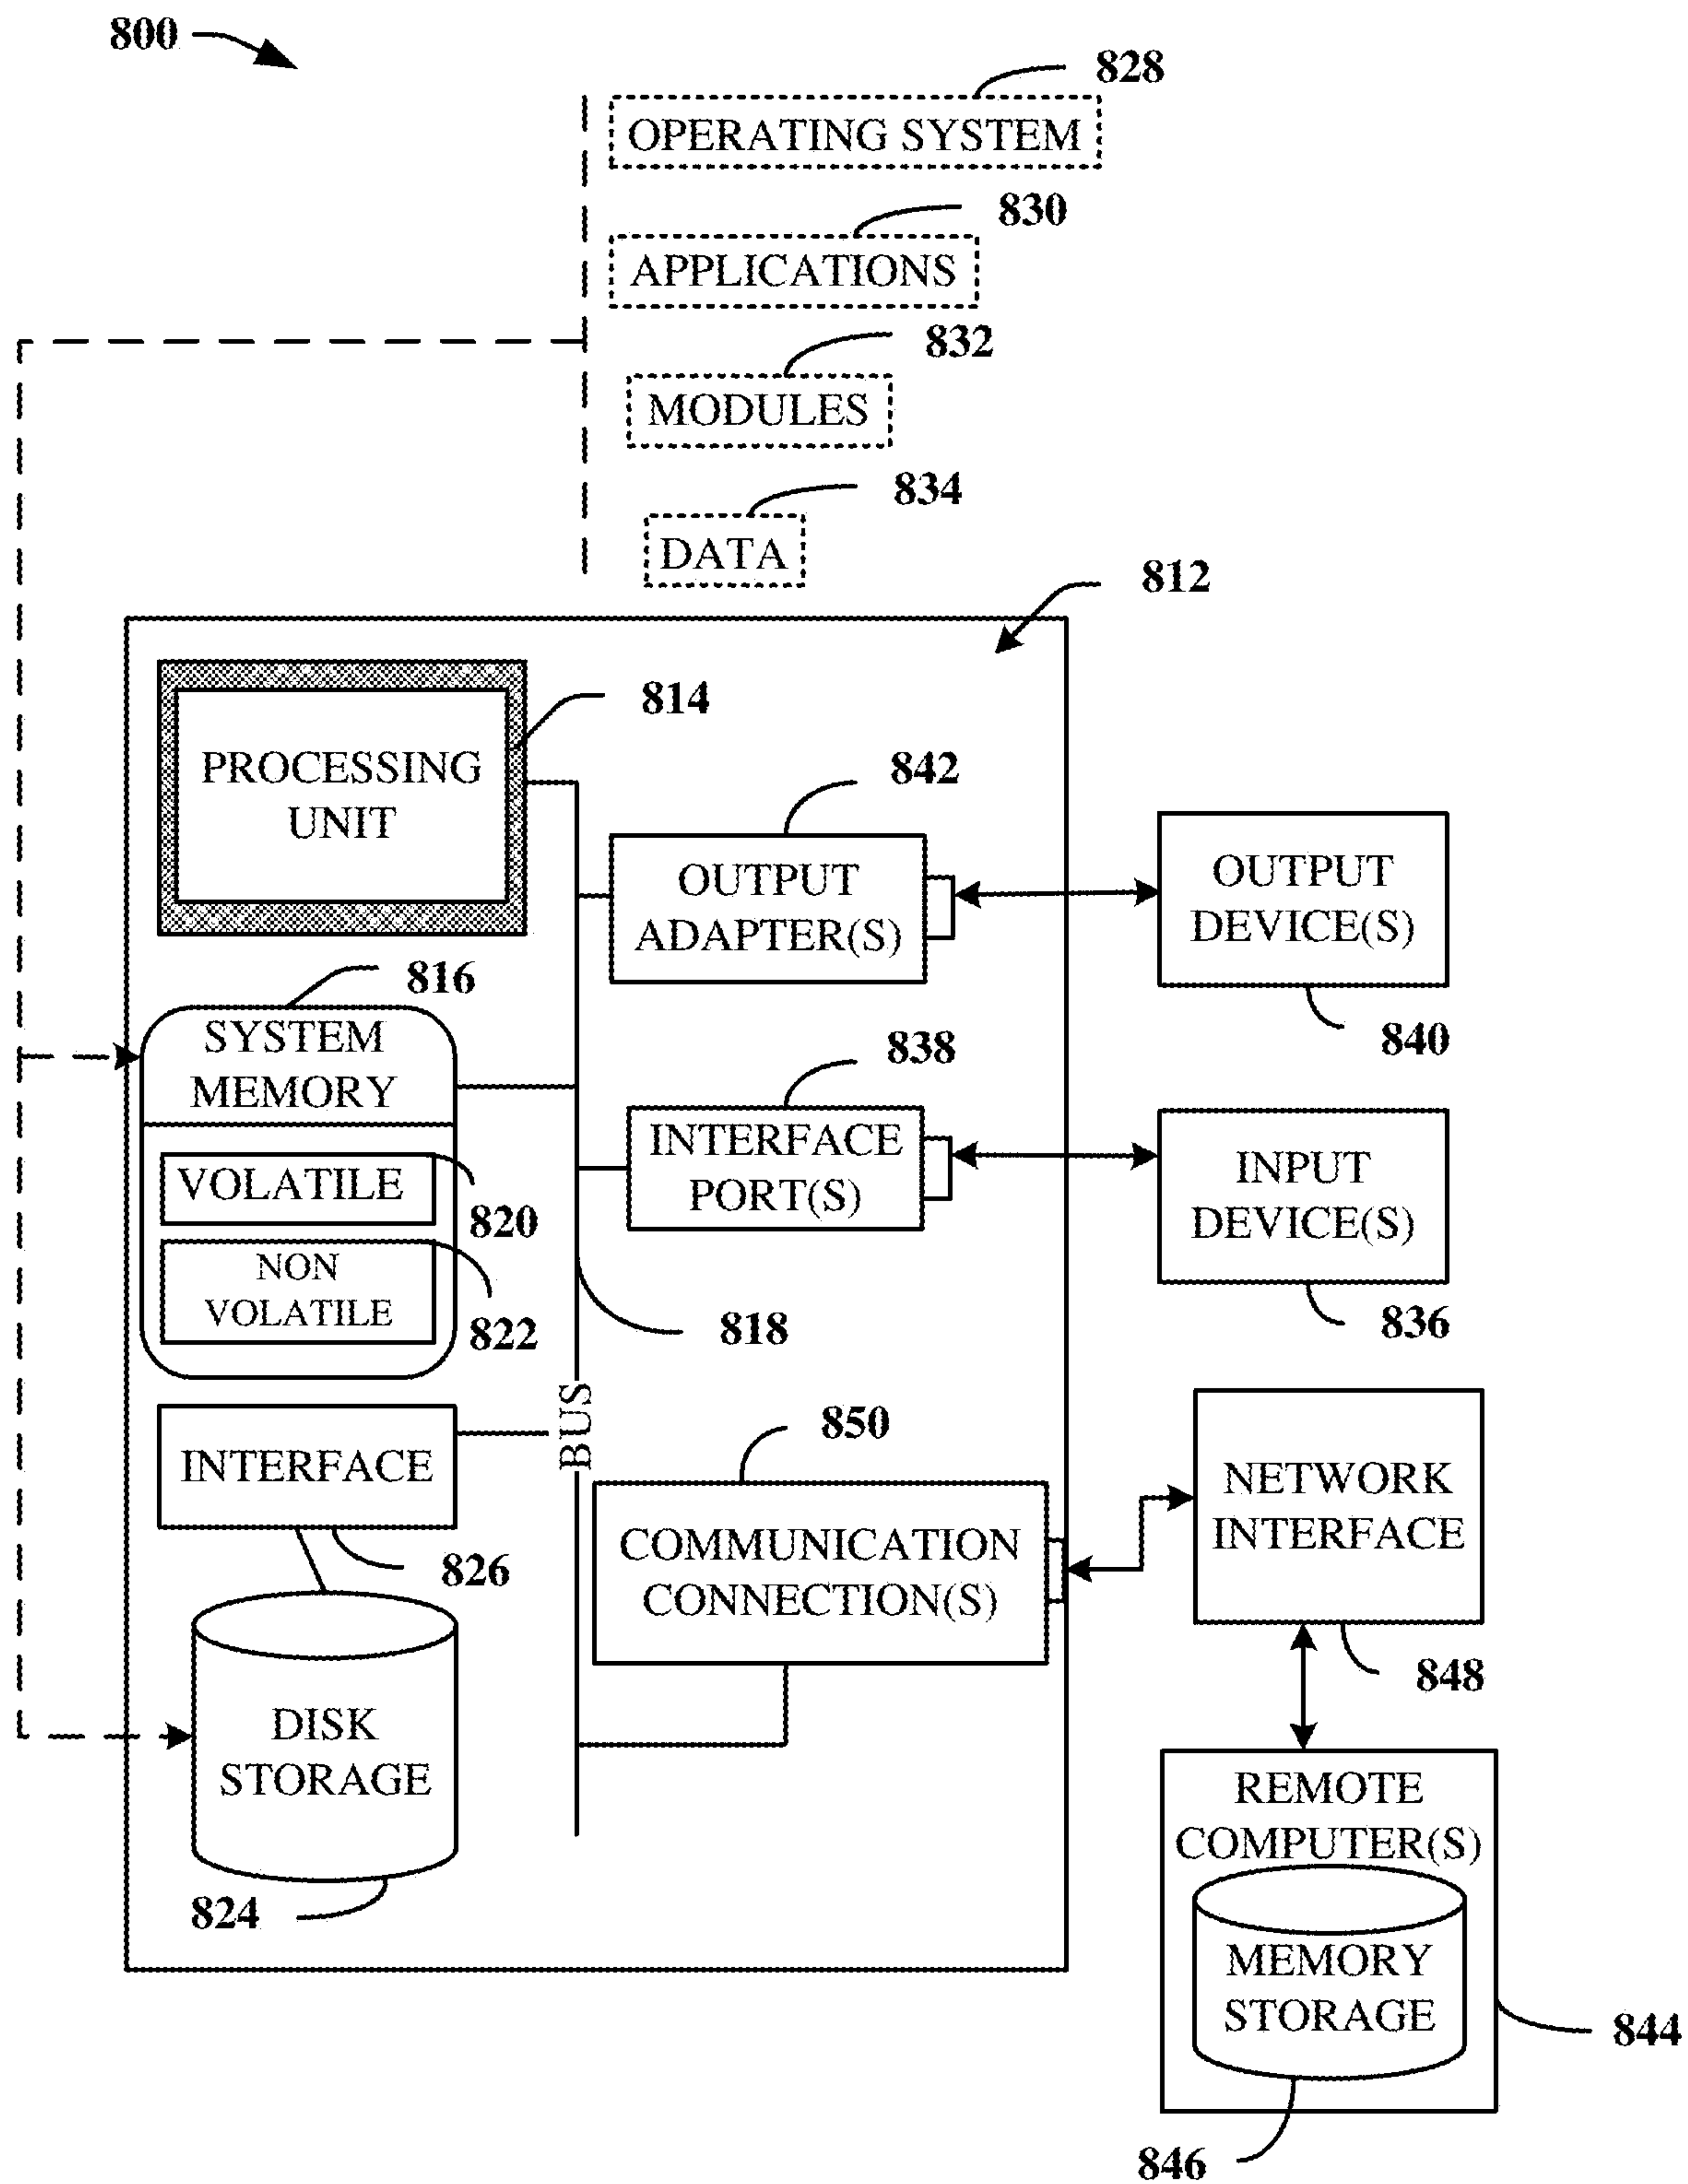 800
828
OPERATING SYSTEM
830
APPLICATIONS
832
MODULES
834
DATA
812
814
PROCESSING
UNIT
842
OUTPUT
ADAPTER(S)
OUTPUT
DEVICE(S)
840
816
SYSTEM
MEMORY
VOLATILE
820
NON
VOLATILE
822
838
INTERFACE
PORT(S)
INPUT
DEVICE(S)
836
818
BUS
INTERFACE
826
850
COMMUNICATION
CONNECTION(S)
NETWORK
INTERFACE
848
DISK
STORAGE
824
REMOTE
COMPUTER(S)
MEMORY
STORAGE
844
846